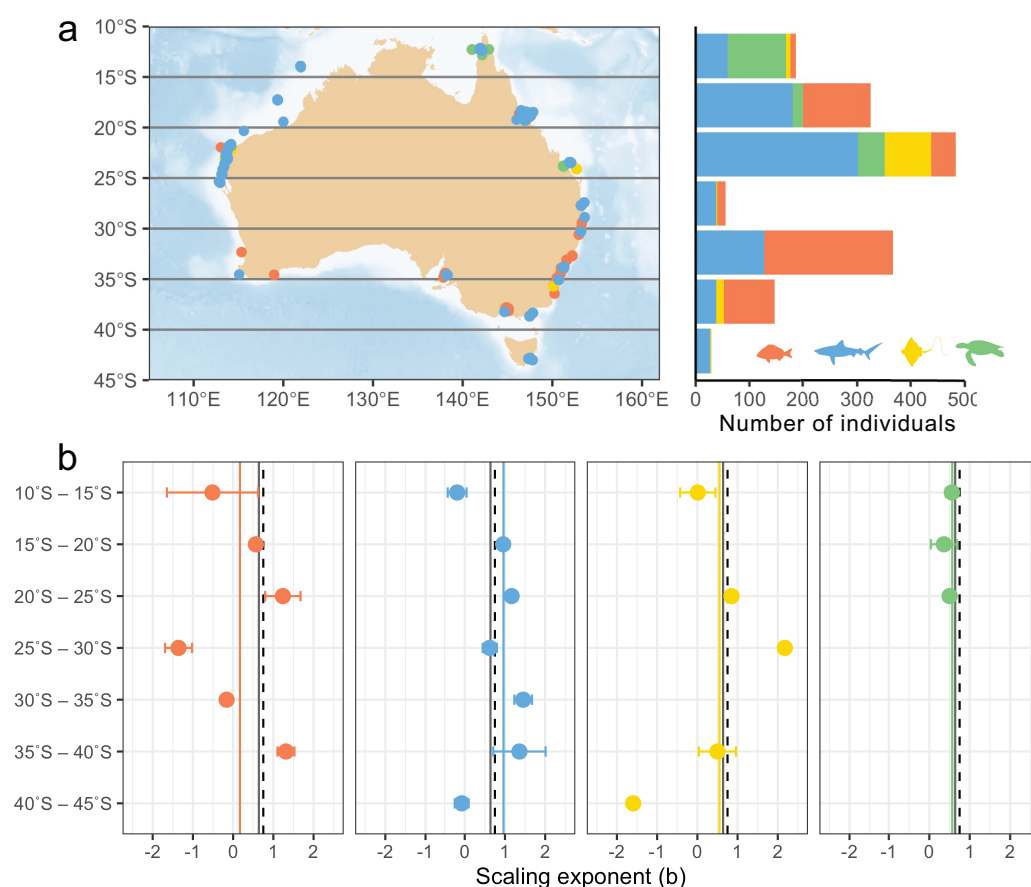 a
10°S
15°S
20°S
25°S
30°S
35°S
40°S
45°S
110°E 120°E 130°E 140°E 150°E 160°E
0 100 200 300 400 500
Number of individuals
b
10°S – 15°S
15°S – 20°S
20°S – 25°S
25°S – 30°S
30°S – 35°S
35°S – 40°S
40°S – 45°S
-2 -1 0 1 2 -2 -1 0 1 2 -2 -1 0 1 2 -2 -1 0 1 2
Scaling exponent (b)